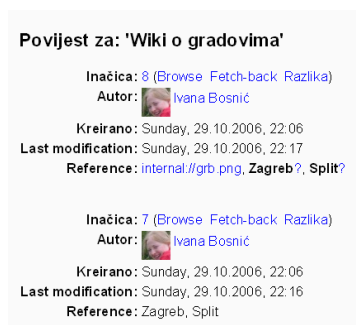 Povijest za: 'Wiki o gradovima'
Inačica: 8 (Browse Fetch-back Razlika)
Autor: Ivana Bosnić
Kreirano: Sunday, 29.10.2006, 22:06
Last modification: Sunday, 29.10.2006, 22:17
Reference: internal://grb.png, Zagreb?, Split?
Inačica: 7 (Browse Fetch-back Razlika)
Autor: Ivana Bosnić
Kreirano: Sunday, 29.10.2006, 22:06
Last modification: Sunday, 29.10.2006, 22:16
Reference: Zagreb, Split